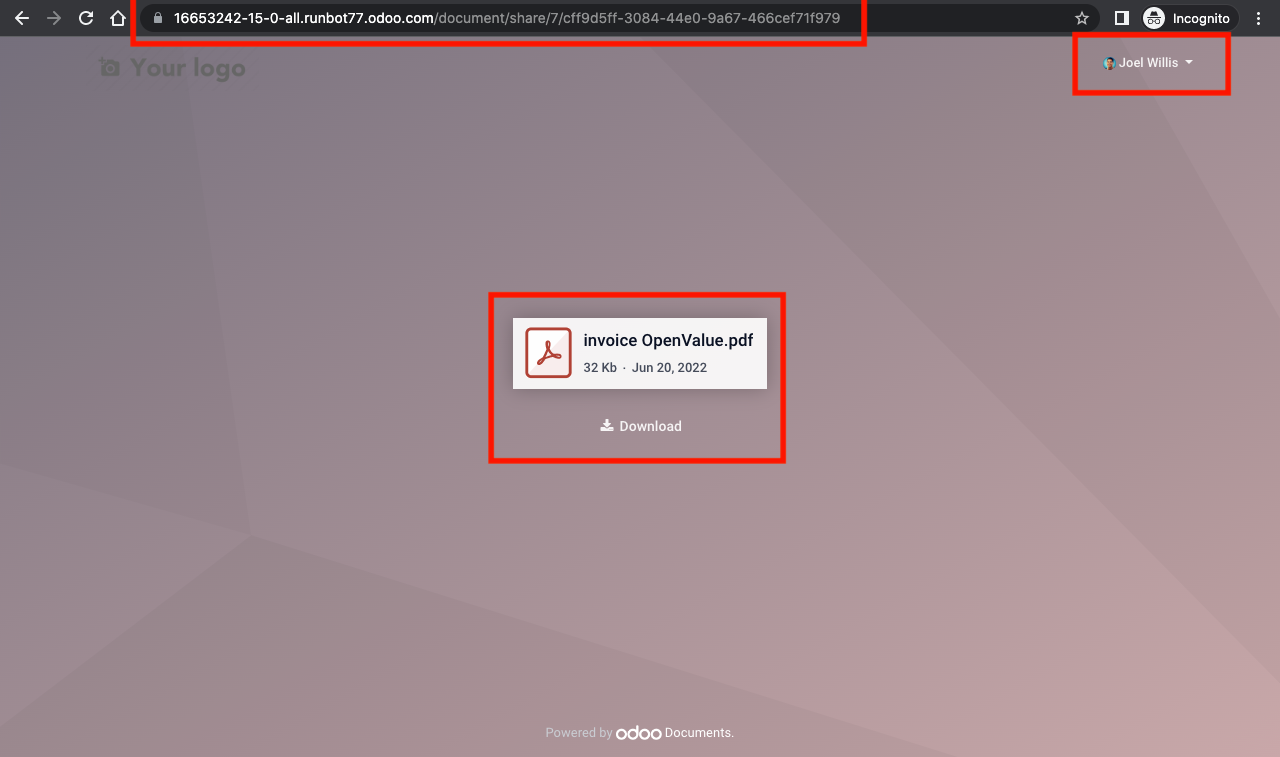 16653242-15-0-all.runbot77.odoo.com/document/share/7/cff9d5ff-3084-44e0-9a67-466cef71f979
Incognito
Your logo
Joel Willis
invoice OpenValue.pdf
32 Kb · Jun 20, 2022
Download
Powered by odoo Documents.